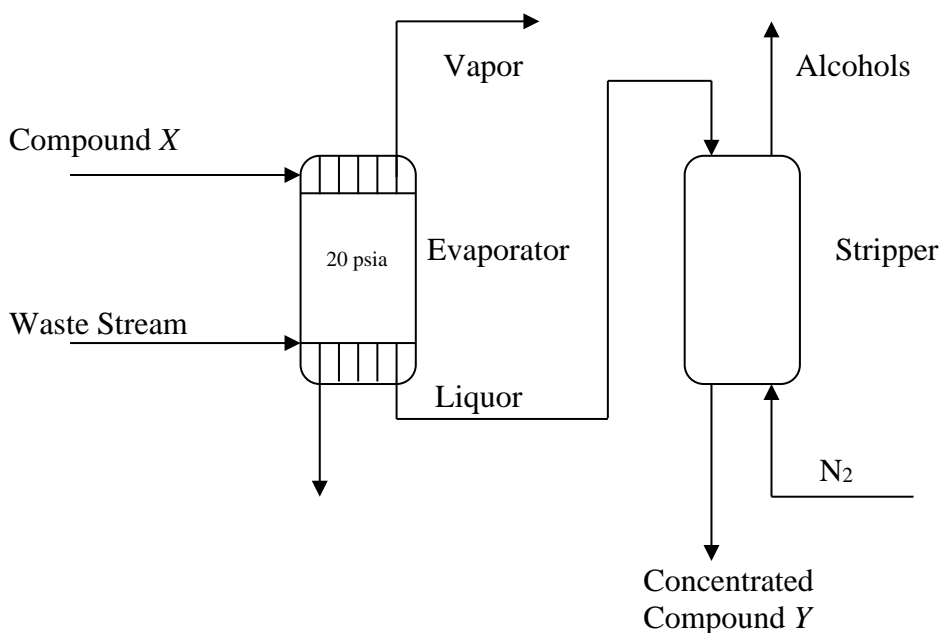 Vapor
Alcohols
Compound X
Evaporator
Stripper
20 psia
Waste Stream
Liquor
N2
Concentrated
Compound Y